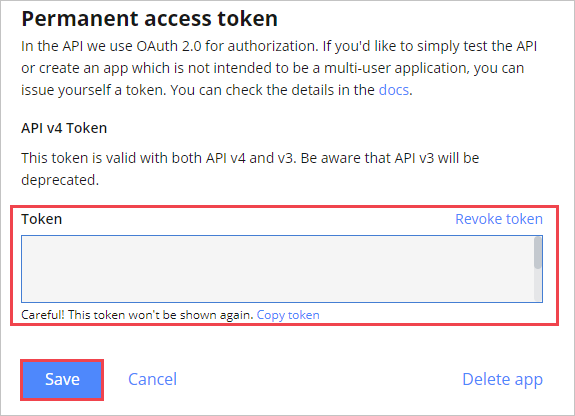 Permanent access token
In the API we use OAuth 2.0 for authorization. If you'd like to simply test the API
or create an app which is not intended to be a multi-user application, you can
issue yourself a token. You can check the details in the docs.
API v4 Token
This token is valid with both API v4 and v3. Be aware that API v3 will be
deprecated.
Token Revoke token
Careful! This token won't be shown again. Copy token
Save Cancel Delete app